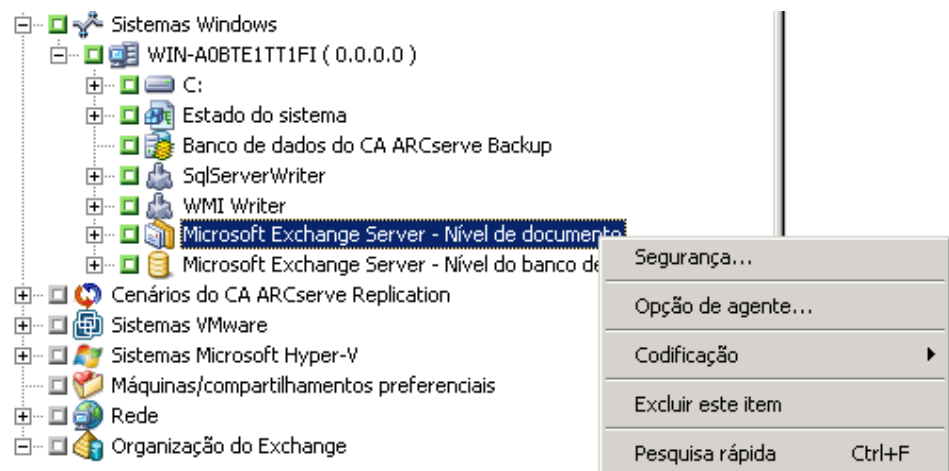 Sistemas Windows
WIN-A0BTE1TT1FI ( 0.0.0.0 )
C:
Estado do sistema
Banco de dados do CA ARCserve Backup
SqlServerWriter
WMI Writer
Microsoft Exchange Server - Nível de documento
Microsoft Exchange Server - Nível do banco de
Cenários do CA ARCserve Replication
Sistemas VMware
Sistemas Microsoft Hyper-V
Máquinas/compartilhamentos preferenciais
Rede
Organização do Exchange
Segurança...
Opção de agente...
Codificação
Excluir este item
Pesquisa rápida Ctrl+F